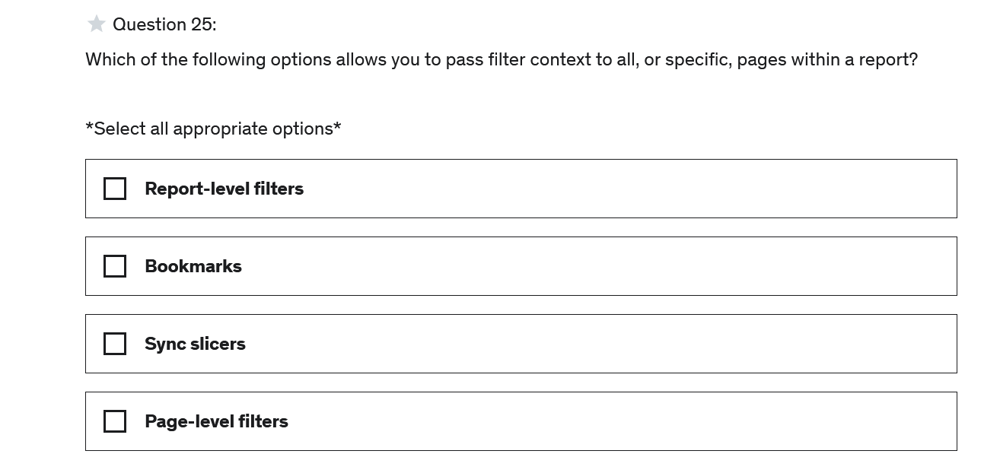 Question 25:
Which of the following options allows you to pass filter context to all, or specific, pages within a report?
*Select all appropriate options*
Report-level filters
Bookmarks
Sync slicers
Page-level filters